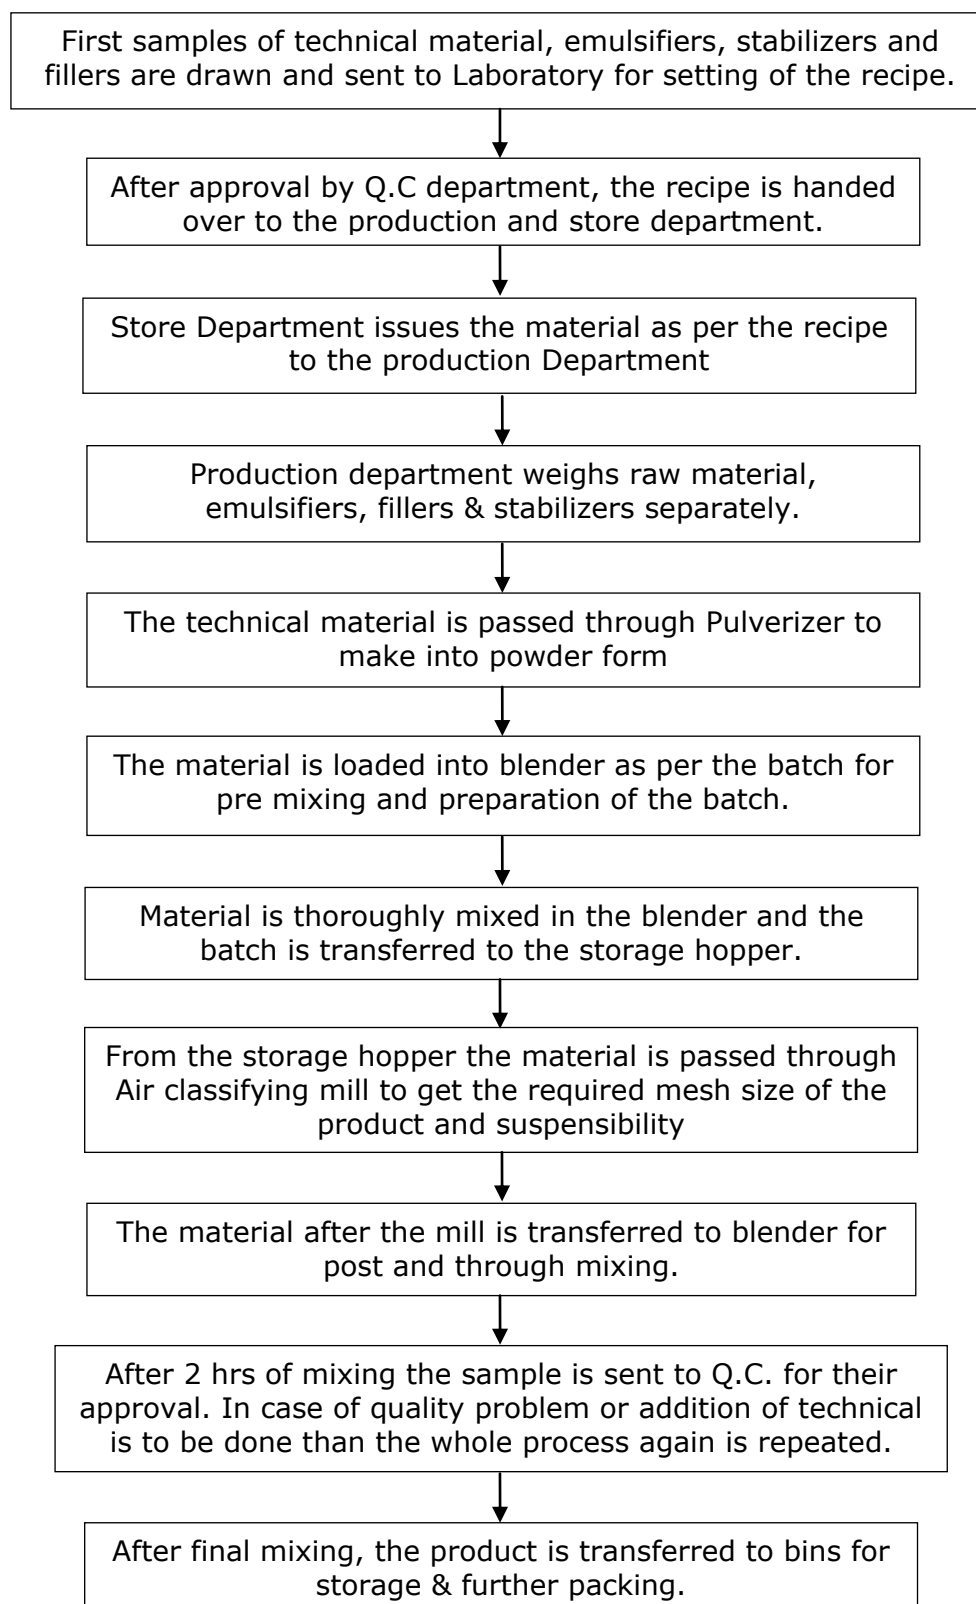 First samples of technical material, emulsifiers, stabilizers and
fillers are drawn and sent to Laboratory for setting of the recipe.
After approval by Q.C department, the recipe is handed
over to the production and store department.
Store Department issues the material as per the recipe
to the production Department
Production department weighs raw material,
emulsifiers, fillers & stabilizers separately.
The technical material is passed through Pulverizer to
make into powder form
The material is loaded into blender as per the batch for
pre mixing and preparation of the batch.
Material is thoroughly mixed in the blender and the
batch is transferred to the storage hopper.
From the storage hopper the material is passed through
Air classifying mill to get the required mesh size of the
product and suspensibility
The material after the mill is transferred to blender for
post and through mixing.
After 2 hrs of mixing the sample is sent to Q.C. for their
approval. In case of quality problem or addition of technical
is to be done than the whole process again is repeated.
After final mixing, the product is transferred to bins for
storage & further packing.